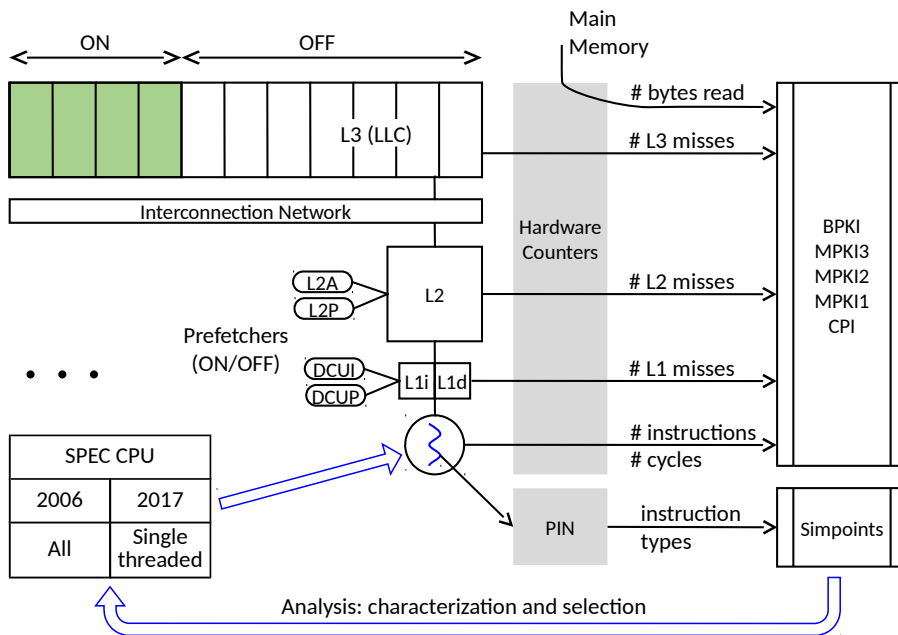 Main
Memory
ON
OFF
# bytes read
L3 (LLC)
# L3 misses
Interconnection Network
Hardware
Counters
BPKI
MPKI3
MPKI2
MPKI1
CPI
L2A
L2P
L2
# L2 misses
Prefetchers
(ON/OFF)
DCUI
DCUP
L1i
L1d
# L1 misses
# instructions
# cycles
SPEC CPU
2006
2017
All
Single
threaded
PIN
instruction
types
Simpoints
Analysis: characterization and selection